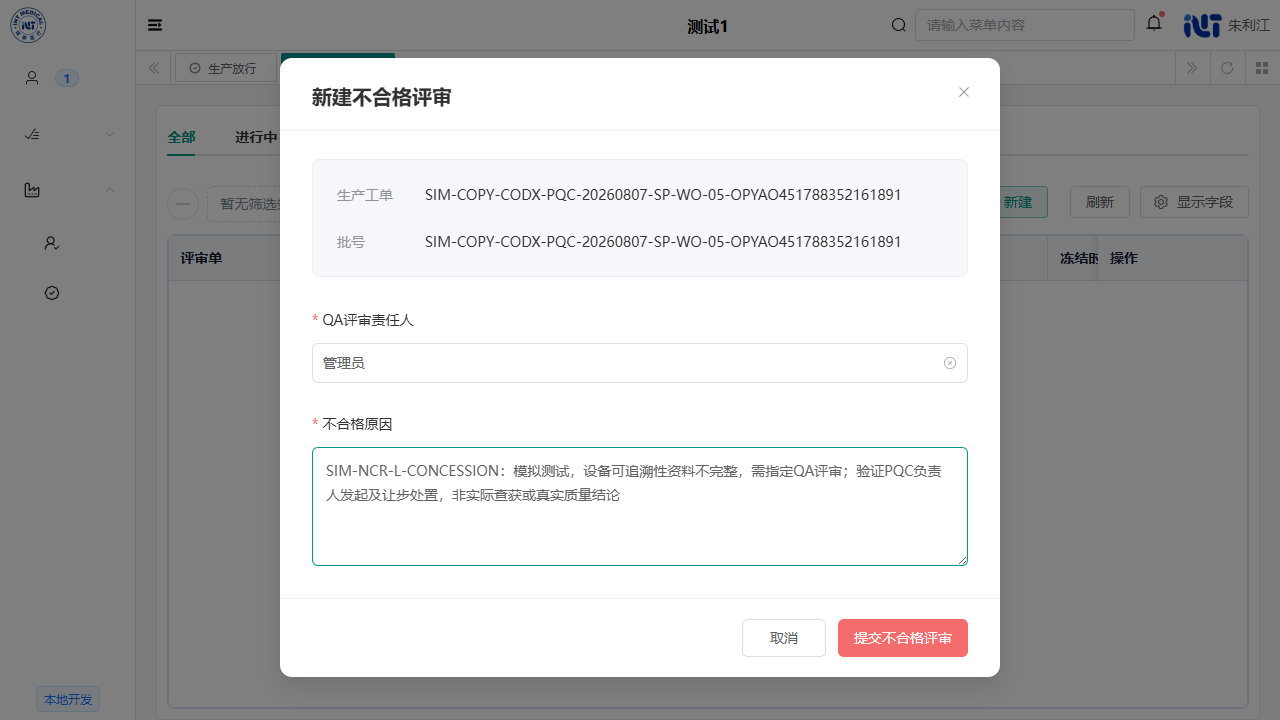 INT MEDICAL
测试1
请输入菜单内容
INT
朱利江
1
生产放行
全部
进行中
暂无筛选
新建
刷新
显示字段
评审单
冻结时
操作
新建不合格评审
生产工单
SIM-COPY-CODX-PQC-20260807-SP-WO-05-OPYAO451788352161891
批号
SIM-COPY-CODX-PQC-20260807-SP-WO-05-OPYAO451788352161891
* QA评审责任人
管理员
* 不合格原因
SIM-NCR-L-CONCESSION：模拟测试，设备可追溯性资料不完整，需指定QA评审；验证PQC负责
人发起及让步处置，非实际查获或真实质量结论
取消
提交不合格评审
本地开发